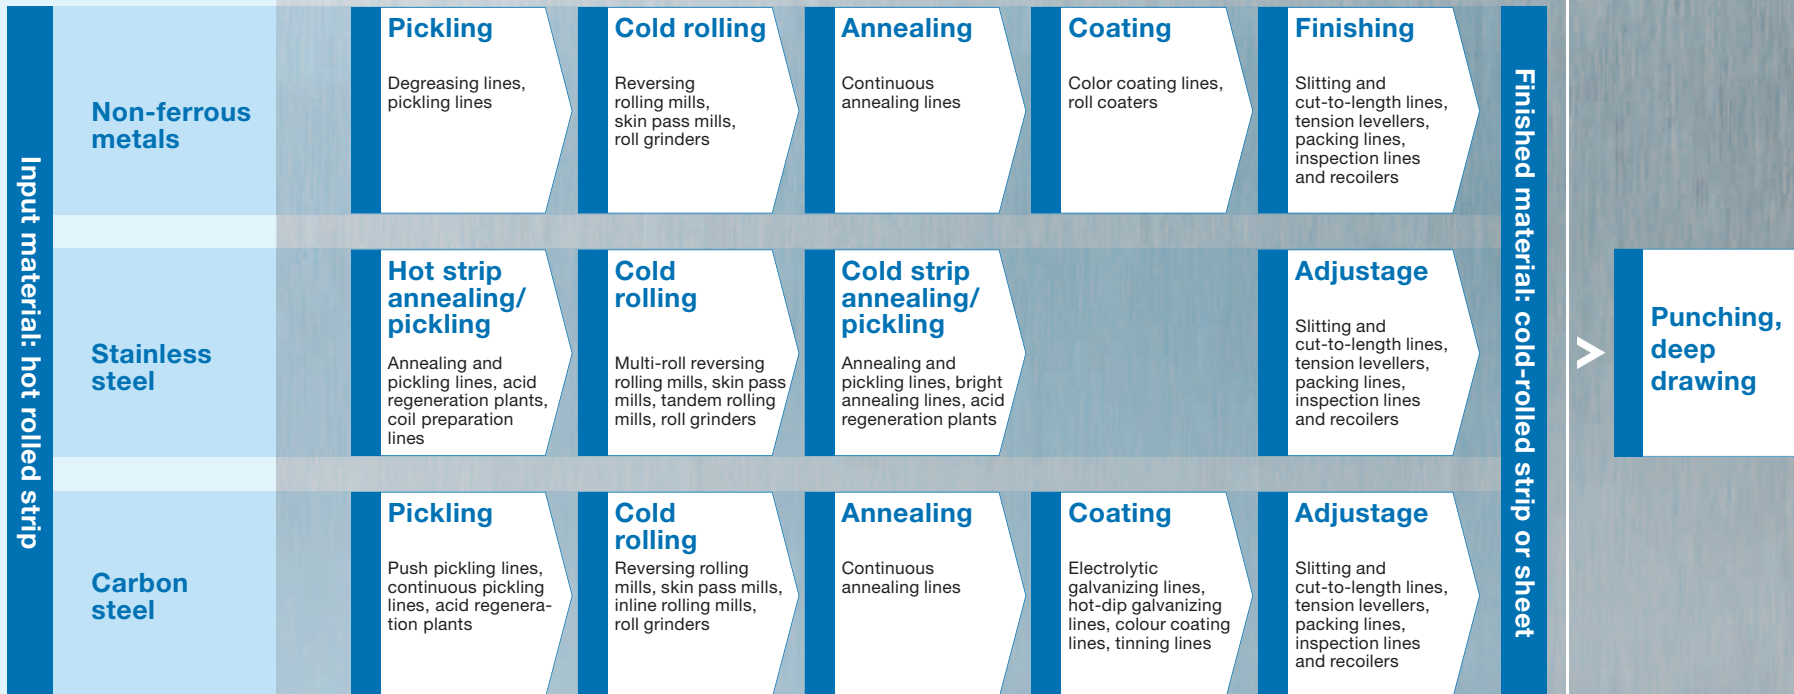 Input material: hot rolled strip
Non-ferrous
metals
Pickling
Degreasing lines,
pickling lines
Cold rolling
Reversing
rolling mills,
skin pass mills,
roll grinders
Annealing
Continuous
annealing lines
Coating
Color coating lines,
roll coaters
Finishing
Slitting and
cut-to-length lines,
tension levellers,
packing lines,
inspection lines
and recoilers
Stainless
steel
Hot strip
annealing/
pickling
Annealing and
pickling lines, acid
regeneration plants,
coil preparation
lines
Cold
rolling
Multi-roll reversing
rolling mills, skin pass
mills, tandem rolling
mills, roll grinders
Cold strip
annealing/
pickling
Annealing and
pickling lines, bright
annealing lines, acid
regeneration plants
Adjustage
Slitting and
cut-to-length lines,
tension levellers,
packing lines,
inspection lines
and recoilers
Carbon
steel
Pickling
Push pickling lines,
continuous pickling
lines, acid regenera-
tion plants
Cold
rolling
Reversing rolling
mills, skin pass mills,
inline rolling mills,
roll grinders
Annealing
Continuous
annealing lines
Coating
Electrolytic
galvanizing lines,
hot-dip galvanizing
lines, colour coating
lines, tinning lines
Adjustage
Slitting and
cut-to-length lines,
tension levellers,
packing lines,
inspection lines
and recoilers
Finished material: cold-rolled strip or sheet
Punching,
deep
drawing